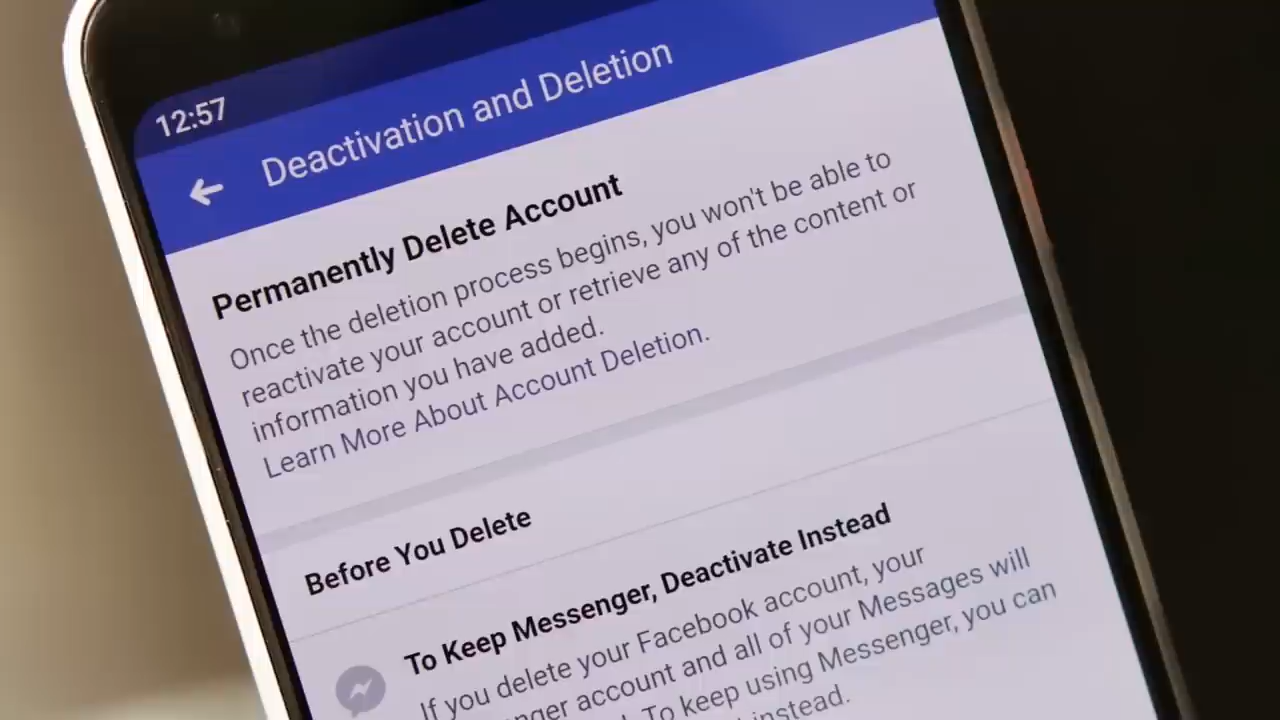 12:57
Deactivation and Deletion
Permanently Delete Account
Once the deletion process begins, you won't be able to
reactivate your account or retrieve any of the content or
information you have added.
Learn More About Account Deletion.
Before You Delete
To Keep Messenger, Deactivate Instead
If you delete your Facebook account, your
account and all of your Messages will
To keep using Messenger, you can
instead.